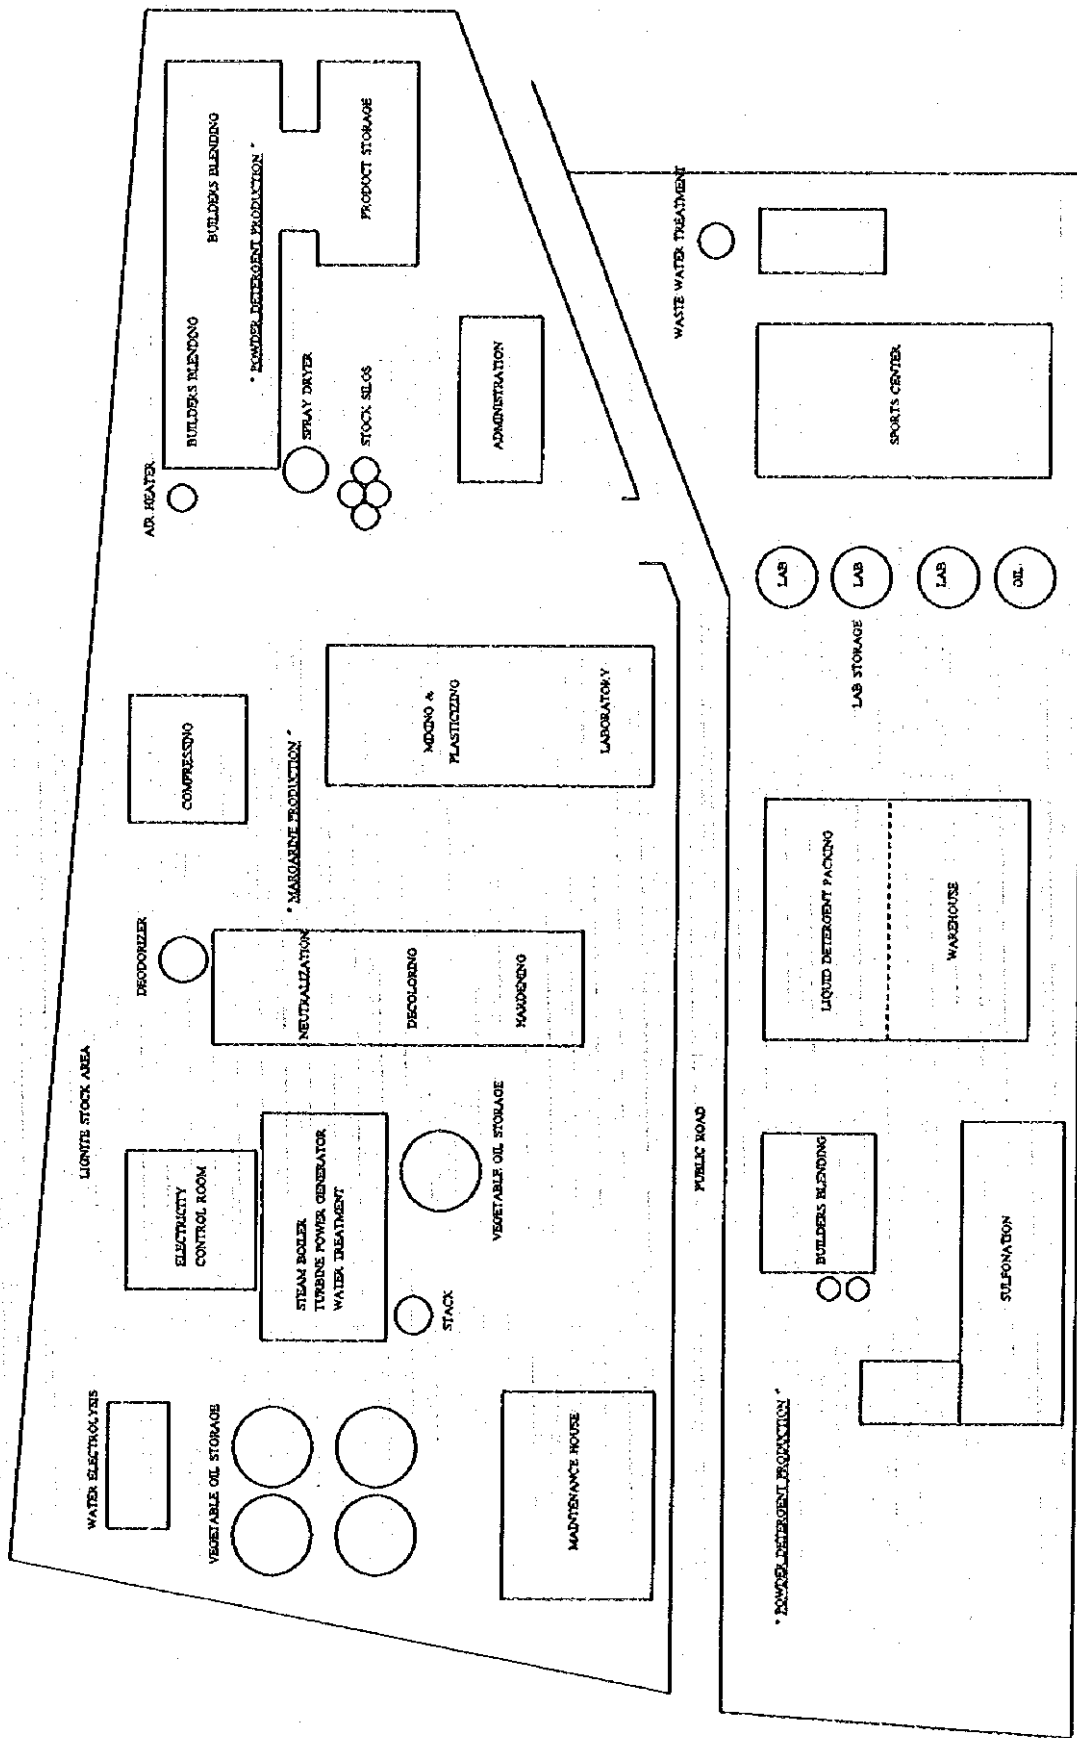 WATER ELECTROLYSIS
LIGNITE STOCK AREA
ELECTRICITY
CONTROL ROOM
DEODORIZER
COMPRESSING
AIR HEATER
BUILDERS BLENDING
BUILDERS BLENDING
" POWDER DETERGENT PRODUCTION "
VEGETABLE OIL STORAGE
STEAM BOILER
TURBINE POWER GENERATOR
WATER TREATMENT
NEUTRALIZATION
" MARGARINE PRODUCTION "
SPRAY DRYER
STOCK SILOS
PRODUCT STORAGE
STACK
DECOLORING
MIXING &
PLASTICIZING
VEGETABLE OIL STORAGE
ADMINISTRATION
HARDENING
MAINTENANCE HOUSE
LABORATORY
PUBLIC ROAD
WASTE WATER TREATMENT
" POWDER DETERGENT PRODUCTION "
BUILDERS BLENDING
LIQUID DETERGENT PACKING
LAB
LAB
LAB STORAGE
LAB
OIL
SPORTS CENTER
WAREHOUSE
SULFONATION